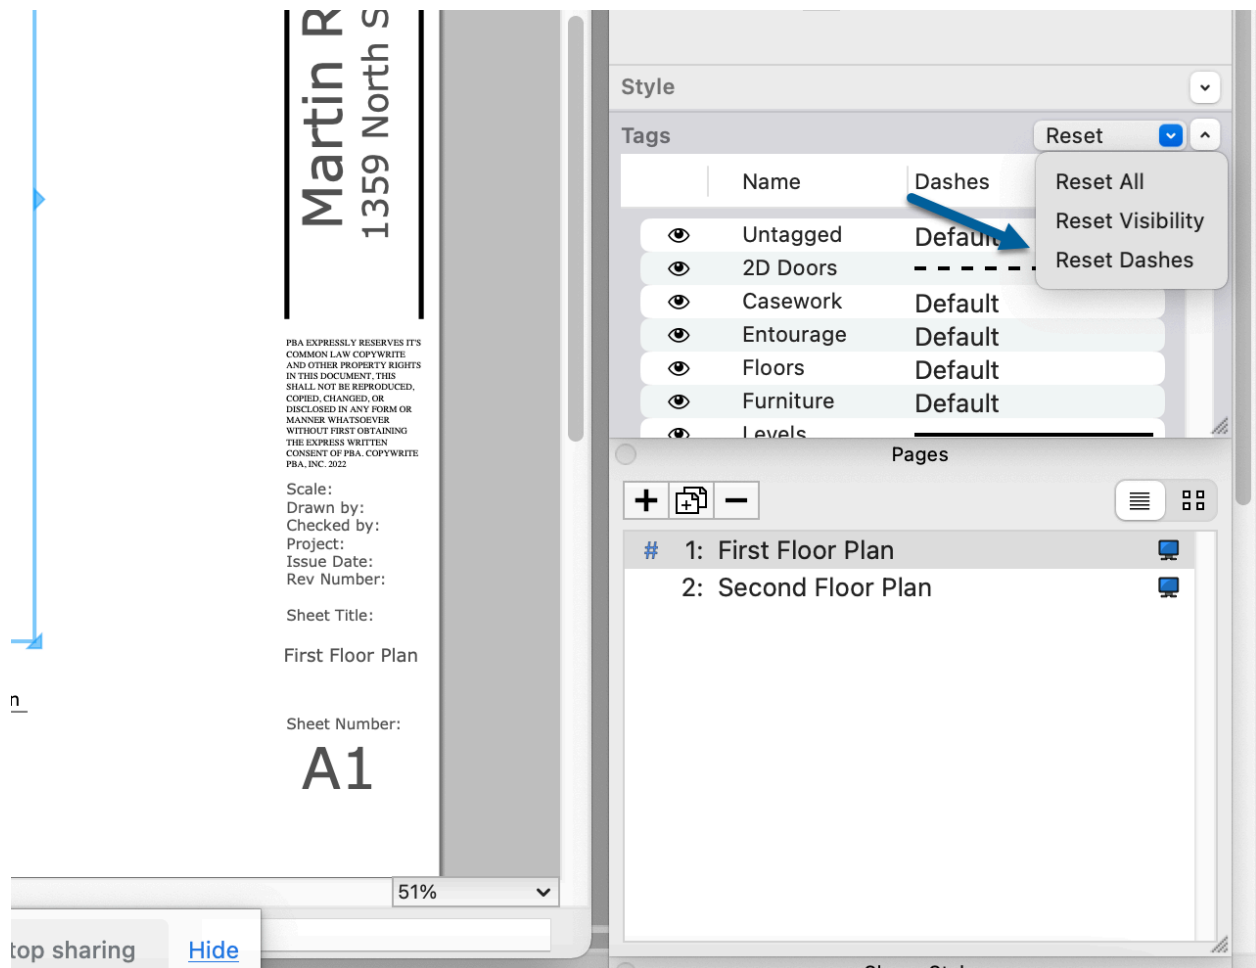 Martin R
1359 North S
PBA EXPRESSLY RESERVES IT'S
COMMON LAW COPYWRITE
AND OTHER PROPERTY RIGHTS
IN THIS DOCUMENT, THIS
SHALL NOT BE REPRODUCED,
COPIED, CHANGED, OR
DISCLOSED IN ANY FORM OR
MANNER WHATSOEVER
WITHOUT FIRST OBTAINING
THE EXPRESS WRITTEN
CONSENT OF PBA. COPYWRITE
PBA, INC. 2022
Scale:
Drawn by:
Checked by:
Project:
Issue Date:
Rev Number:
Sheet Title:
First Floor Plan
n
Sheet Number:
A1
51%
top sharing
Hide
Style
Tags
Reset
Reset All
Reset Visibility
Reset Dashes
Name Dashes
Untagged Default
2D Doors
Casework Default
Entourage Default
Floors Default
Furniture Default
Levels
Pages
# 1: First Floor Plan
2: Second Floor Plan